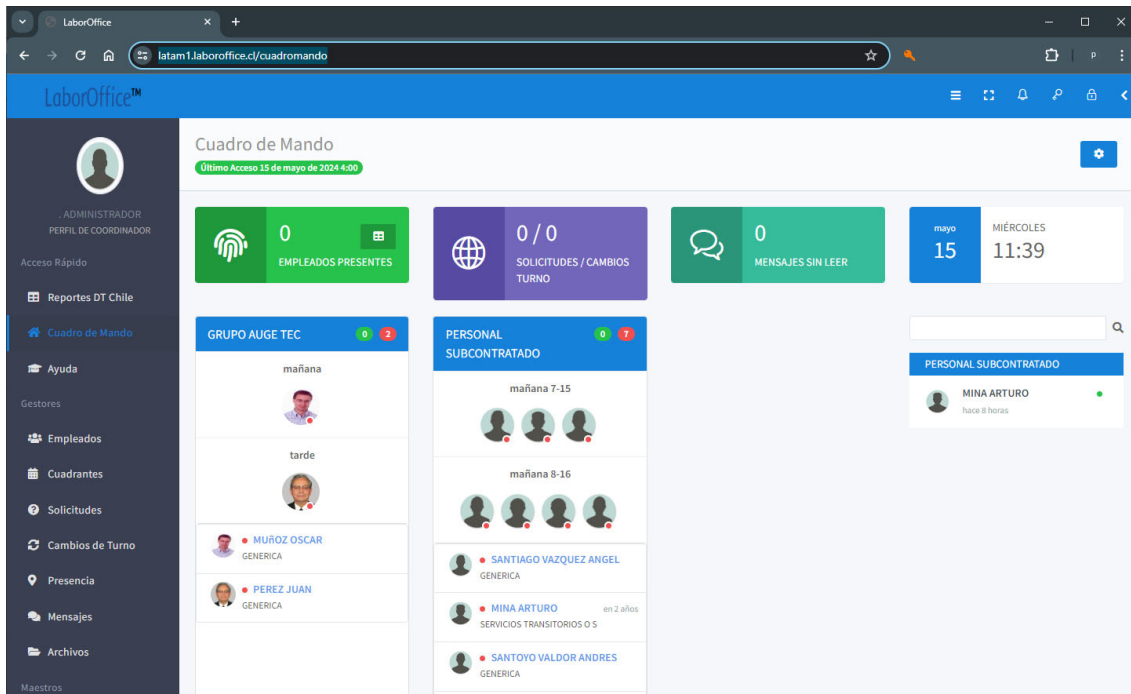 LaborOffice
latam1.laboroffice.cl/cuadromando
p
LaborOffice™
. ADMINISTRADOR
PERFIL DE COORDINADOR
Acceso Rápido
Reportes DT Chile
Cuadro de Mando
Ayuda
Gestores
Empleados
Cuadrantes
Solicitudes
Cambios de Turno
Presencia
Mensajes
Archivos
Maestros
Cuadro de Mando
Último Acceso 15 de mayo de 2024 4:00
0
EMPLEADOS PRESENTES
0 / 0
SOLICITUDES / CAMBIOS
TURNO
0
MENSAJES SIN LEER
mayo
15
MIÉRCOLES
11:39
GRUPO AUGE TEC 0 2
mañana
tarde
MUñOZ OSCAR
GENERICA
PEREZ JUAN
GENERICA
PERSONAL
SUBCONTRATADO
0 7
mañana 7-15
mañana 8-16
SANTIAGO VAZQUEZ ANGEL
GENERICA
MINA ARTURO en 2 años
SERVICIOS TRANSITORIOS O S
SANTOYO VALDOR ANDRES
GENERICA
PERSONAL SUBCONTRATADO
MINA ARTURO
hace 8 horas